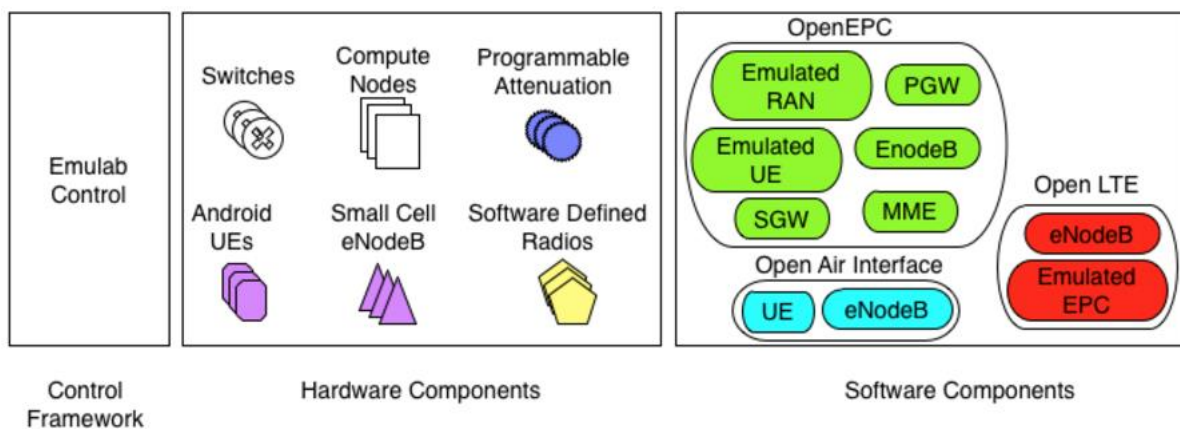 Emulab
Control
Switches
Compute
Nodes
Programmable
Attenuation
Android
UEs
Small Cell
eNodeB
Software Defined
Radios
OpenEPC
Emulated
RAN
PGW
Emulated
UE
EnodeB
SGW
MME
Open LTE
eNodeB
Emulated
EPC
Open Air Interface
UE
eNodeB
Control
Framework
Hardware Components
Software Components